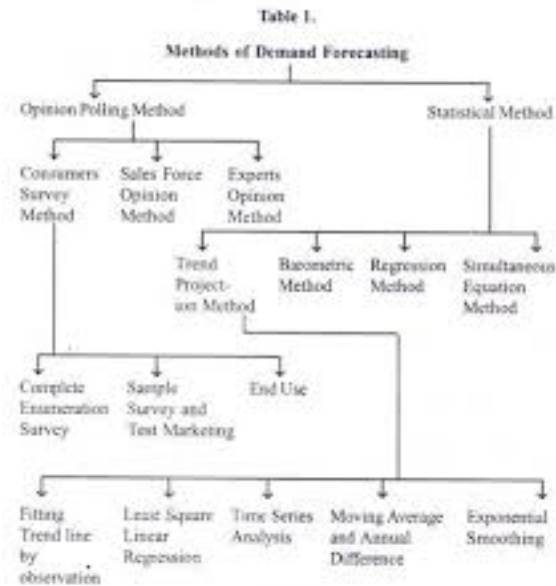 Table 1.
Methods of Demand Forecasting
Opinion Polling Method
Statistical Method
Consumers
Survey
Method
Sales Force
Opinion
Method
Experts
Opinion
Method
Trend
Project-
ion Method
Barometric
Method
Regression
Method
Simultaneous
Equation
Method
Complete
Enumeration
Survey
Sample
Survey and
Test Marketing
End Use
Fitting
Trend line
by
observation
Least Square
Linear
Regression
Time Series
Analysis
Moving Average
and Annual
Difference
Exponential
Smoothing